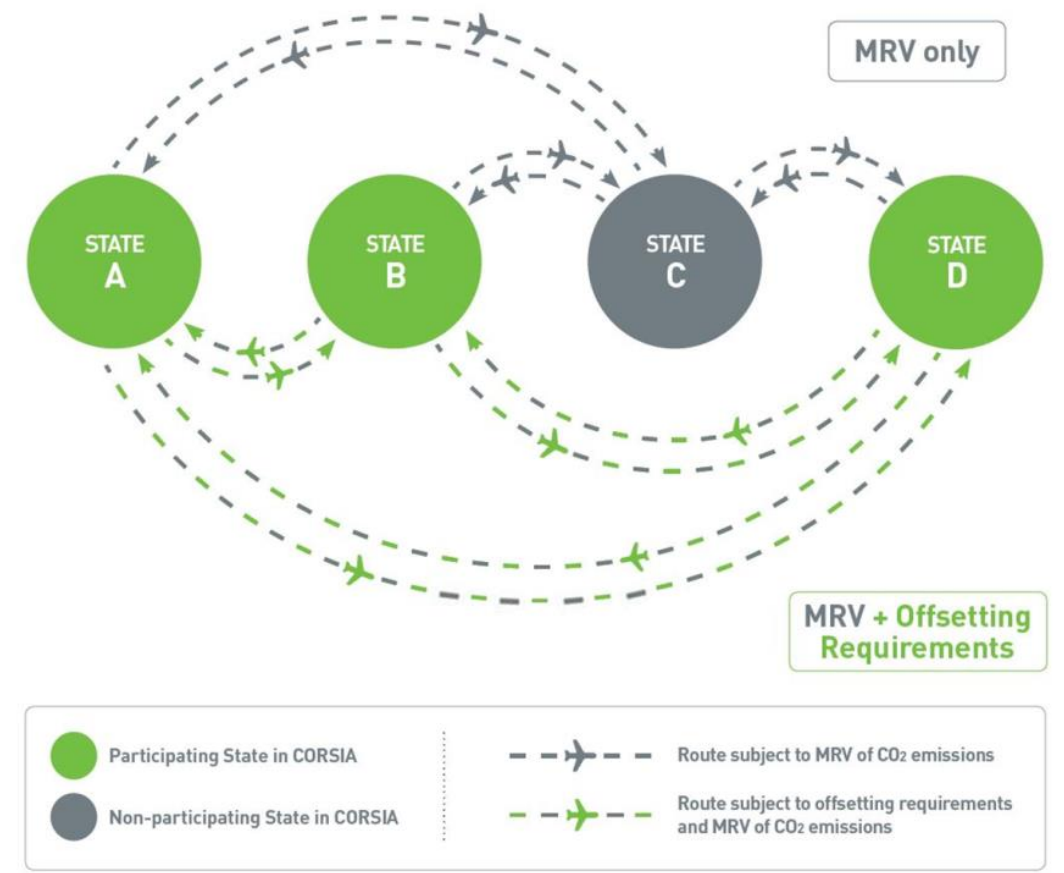 MRV only
STATE
A
STATE
B
STATE
C
STATE
D
MRV + Offsetting
Requirements
Participating State in CORSIA
Non-participating State in CORSIA
Route subject to MRV of CO2 emissions
Route subject to offsetting requirements
and MRV of CO2 emissions